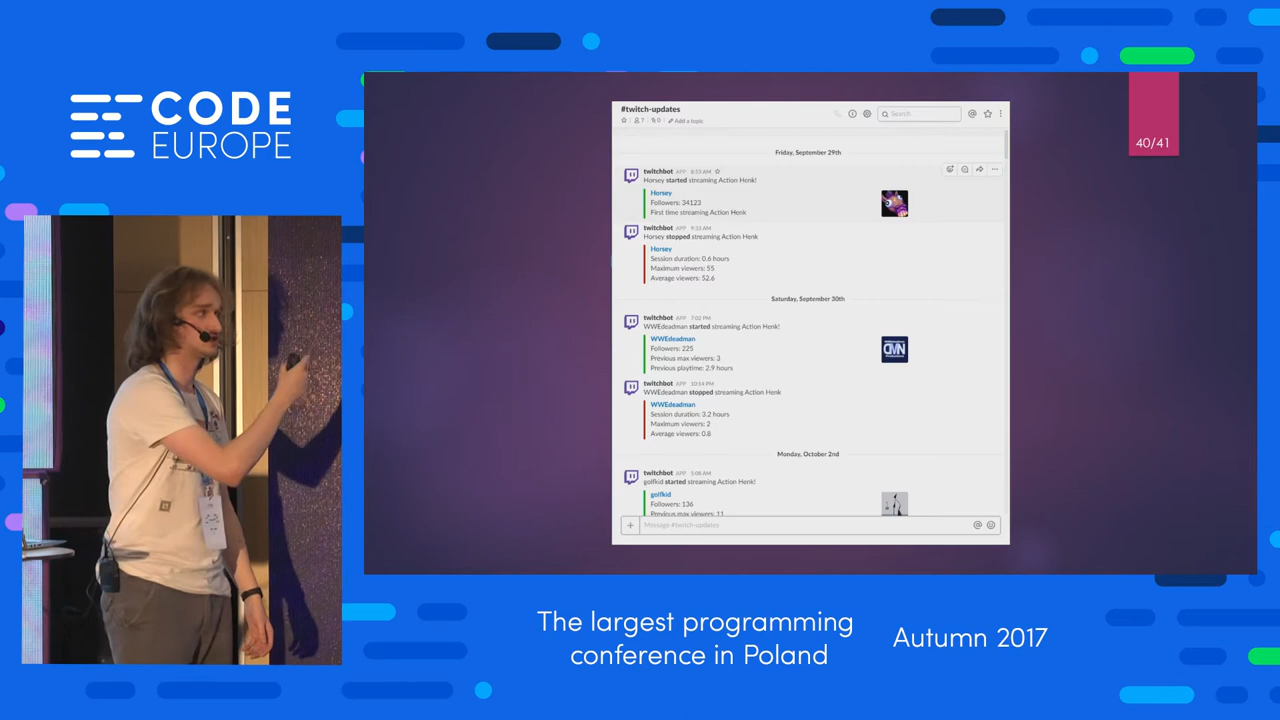 CODE
EUROPE
40/41
#twitch-updates
7
0
Add a topic
Search
Friday, September 29th
twitchbot APP 8:53 AM
Horsey started streaming Action Henk!
Horsey
Followers: 34123
First time streaming Action Henk
twitchbot APP 9:33 AM
Horsey stopped streaming Action Henk
Horsey
Session duration: 0.6 hours
Maximum viewers: 55
Average viewers: 52.6
Saturday, September 30th
twitchbot APP 7:02 PM
WWEdeadman started streaming Action Henk!
WWEdeadman
Followers: 225
Previous max viewers: 3
Previous playtime: 2.9 hours
twitchbot APP 10:14 PM
WWEdeadman stopped streaming Action Henk
WWEdeadman
Session duration: 3.2 hours
Maximum viewers: 2
Average viewers: 0.8
Monday, October 2nd
twitchbot APP 5:08 AM
golfkid started streaming Action Henk!
golfkid
Followers: 136
Previous max viewers: 11
Message #twitch-updates
The largest programming
conference in Poland
Autumn 2017